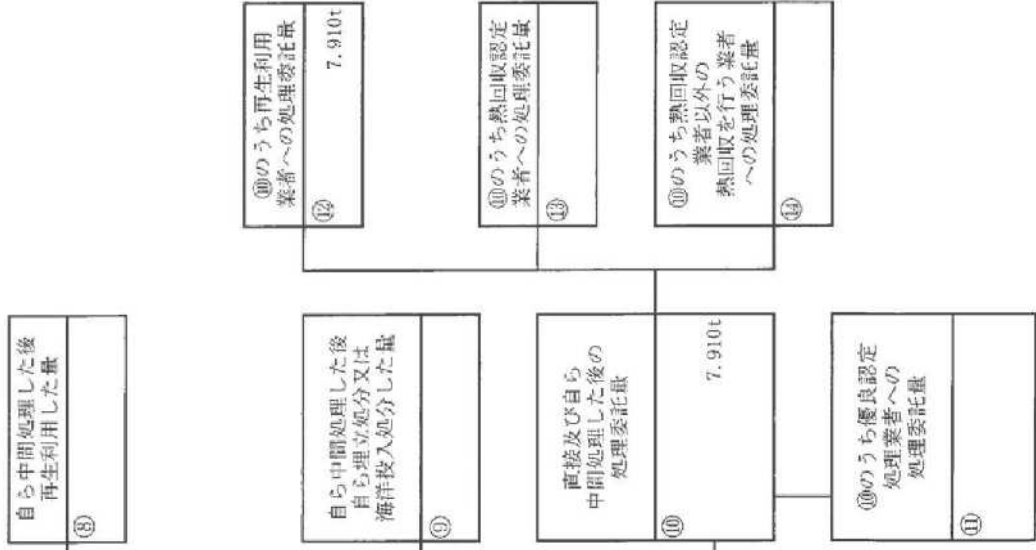 自ら中間処理した後
再生利用した量
⑧
自ら中間処理した後
自ら埋立処分又は
海洋投入処分した量
⑨
直接及び自ら
中間処理した後の
処理委託量
⑩
7.910t
⑩のうち優良認定
処理業者への
処理委託量
⑪
⑩のうち再生利用
業者への処理委託量
⑫
7.910t
⑩のうち熱回収認定
業者への処理委託量
⑬
⑩のうち熱回収認定
業者以外の
熱回収を行う業者
への処理委託量
⑭